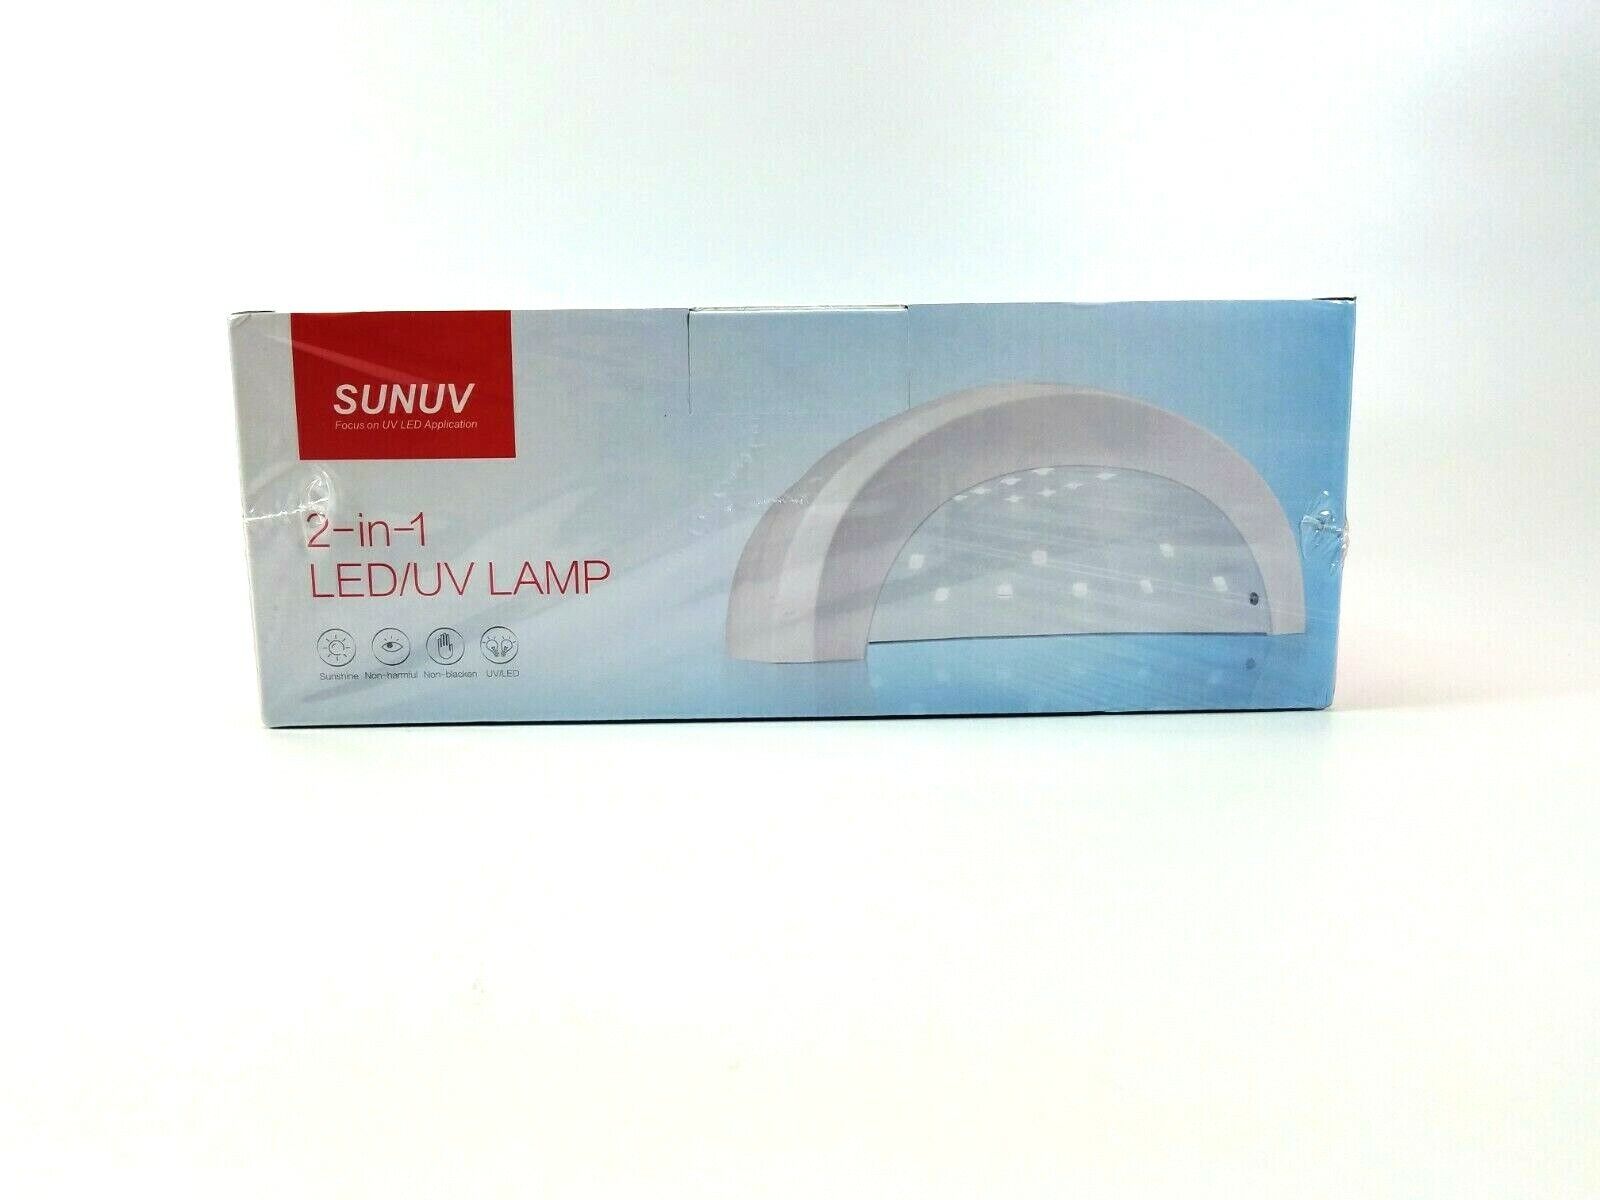 SUNUV
Focus on UV LED Application
2-in-1
LED/UV LAMP
Sunshine Non-harmful Non-blacken UV/LED